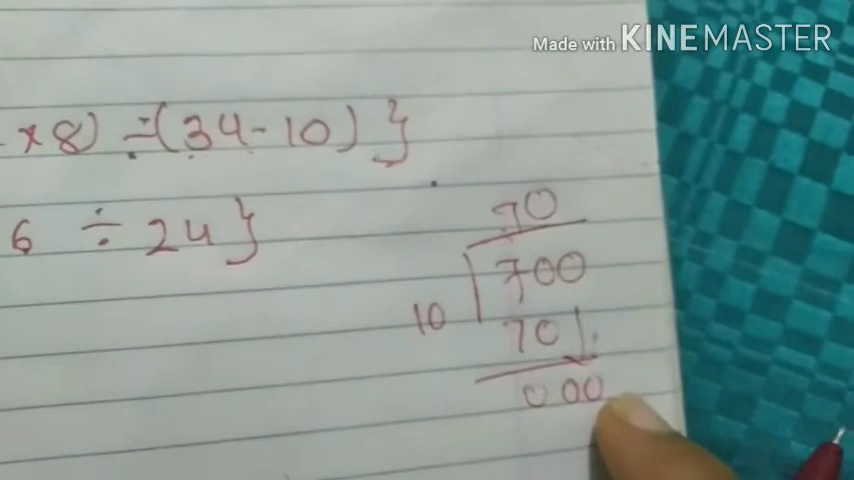 Made with KINEMASTER
× 8) ÷ (34 - 10) }
6 ÷ 24 }
70
10 700
70↓
000